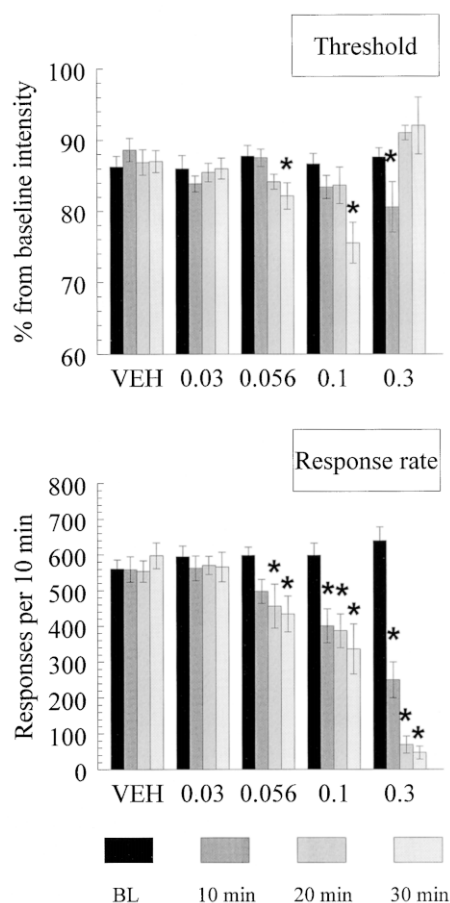 Threshold
% from baseline intensity
100
90
80
70
60
*
*
*
VEH 0.03 0.056 0.1 0.3
Response rate
Responses per 10 min
800
700
600
500
400
300
200
100
0
* *
* * *
* * *
VEH 0.03 0.056 0.1 0.3
BL 10 min 20 min 30 min